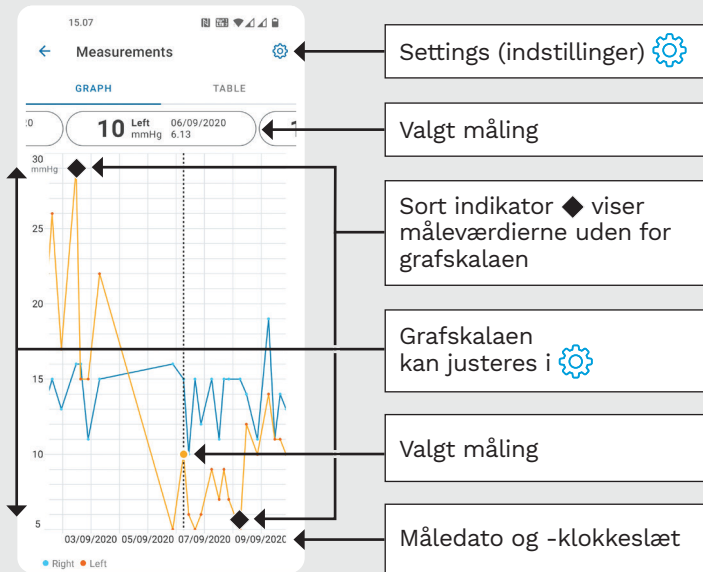 15.07
Measurements
GRAPH
TABLE
10 Left mmHg 06/09/2020 6.13
30
mmHg
25
20
15
10
5
03/09/2020 05/09/2020 07/09/2020 09/09/2020
Right Left
Settings (indstillinger)
Valgt måling
Sort indikator ◆ viser
måleværdierne uden for
grafskalaen
Grafskalaen
kan justeres i
Valgt måling
Måledato og -klokkeslæt